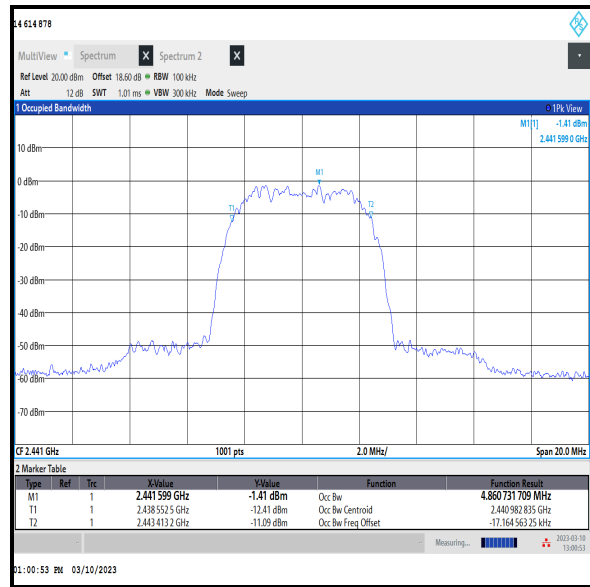 14 614 878
R S
MultiView Spectrum X Spectrum 2 X
Ref Level 20.00 dBm Offset 18.60 dB RBW 100 kHz
Att 12 dB SWT 1.01 ms VBW 300 kHz Mode Sweep
1 Occupied Bandwidth 1Pk View
M1[1] -1.41 dBm
2.441 599 0 GHz
10 dBm
M1
0 dBm
T1 T2
-10 dBm
-20 dBm
-30 dBm
-40 dBm
-50 dBm
-60 dBm
-70 dBm
CF 2.441 GHz 1001 pts 2.0 MHz/ Span 20.0 MHz
2 Marker Table
Type Ref Trc X-Value Y-Value Function Function Result
M1 1 2.441 599 GHz -1.41 dBm Occ Bw 4.860 731 709 MHz
T1 1 2.438 552 5 GHz -12.41 dBm Occ Bw Centroid 2.440 982 835 GHz
T2 1 2.443 413 2 GHz -11.09 dBm Occ Bw Freq Offset -17.164 563 25 kHz
Measuring... 2023-03-10
13:00:53
01:00:53 PM 03/10/2023